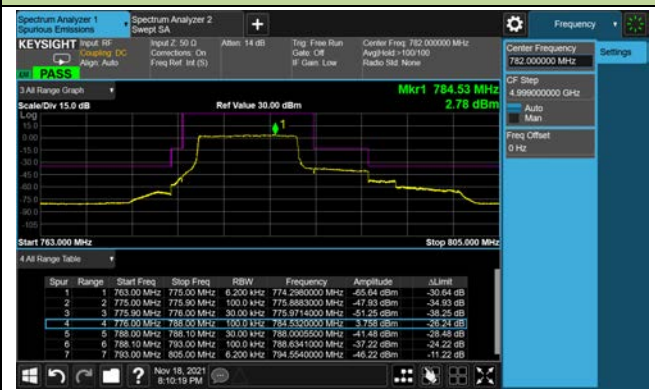 Spectrum Analyzer 1
Spurious Emissions
Spectrum Analyzer 2
Swept SA
+
Frequency
KEYSIGHT
Input: RF
Coupling: DC
Align: Auto
Input Z: 50 Ω
Corrections: On
Freq Ref: Int (S)
Atten: 14 dB
Trig: Free Run
Gate: Off
IF Gain: Low
Center Freq: 782.000000 MHz
Avg|Hold >100/100
Radio Std: None
PASS
3 All Range Graph
Mkr1 784.53 MHz
Scale/Div 15.0 dB
Ref Value 30.00 dBm
2.78 dBm
Log
15.0
0.00
-15.0
-30.0
-45.0
-60.0
-75.0
-90.0
-105
1
Start 763.000 MHz
Stop 805.000 MHz
4 All Range Table
Spur Range Start Freq Stop Freq RBW Frequency Amplitude ΔLimit
1 1 763.00 MHz 775.00 MHz 6.200 kHz 774.2980000 MHz -65.64 dBm -30.64 dB
2 2 775.00 MHz 775.90 MHz 100.0 kHz 775.8883000 MHz -47.93 dBm -34.93 dB
3 3 775.90 MHz 776.00 MHz 30.00 kHz 775.9714000 MHz -51.25 dBm -38.25 dB
4 4 776.00 MHz 788.00 MHz 100.0 kHz 784.5320000 MHz 3.758 dBm -26.24 dB
5 5 788.00 MHz 788.10 MHz 30.00 kHz 788.0005500 MHz -41.48 dBm -28.48 dB
6 6 788.10 MHz 793.00 MHz 100.0 kHz 788.6341000 MHz -37.22 dBm -24.22 dB
7 7 793.00 MHz 805.00 MHz 6.200 kHz 794.5540000 MHz -46.22 dBm -11.22 dB
Center Frequency
782.000000 MHz
Settings
CF Step
4.999000000 GHz
Auto
Man
Freq Offset
0 Hz
?
Nov 18, 2021
8:10:19 PM